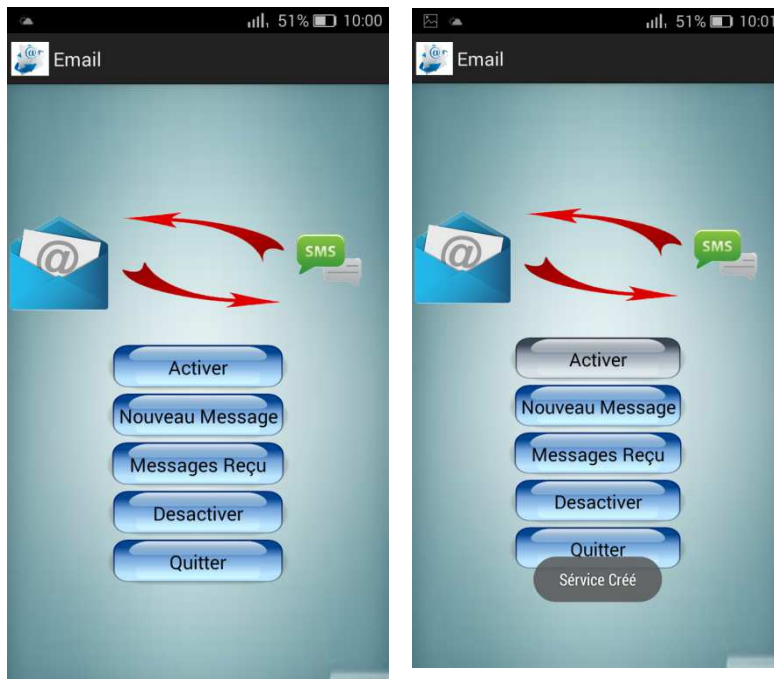 51% 10:00
Email
@
SMS
Activer
Nouveau Message
Messages Reçu
Desactiver
Quitter
51% 10:01
Email
@
SMS
Activer
Nouveau Message
Messages Reçu
Desactiver
Quitter
Sérvice Créé